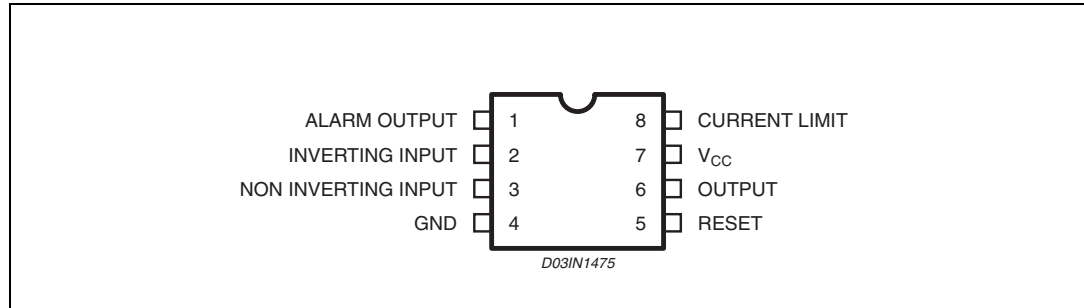 ALARM OUTPUT 1 8 CURRENT LIMIT
INVERTING INPUT 2 7 VCC
NON INVERTING INPUT 3 6 OUTPUT
GND 4 5 RESET
D03IN1475